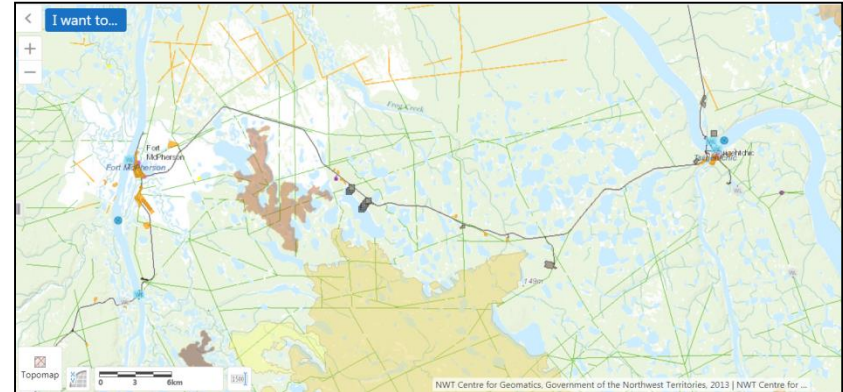 I want to...
+
−
Frog Creek
Fort
McPherson
Fort McPherson
149m
Topomap
0 3 6km
NWT Centre for Geomatics, Government of the Northwest Territories, 2013 | NWT Centre for ...